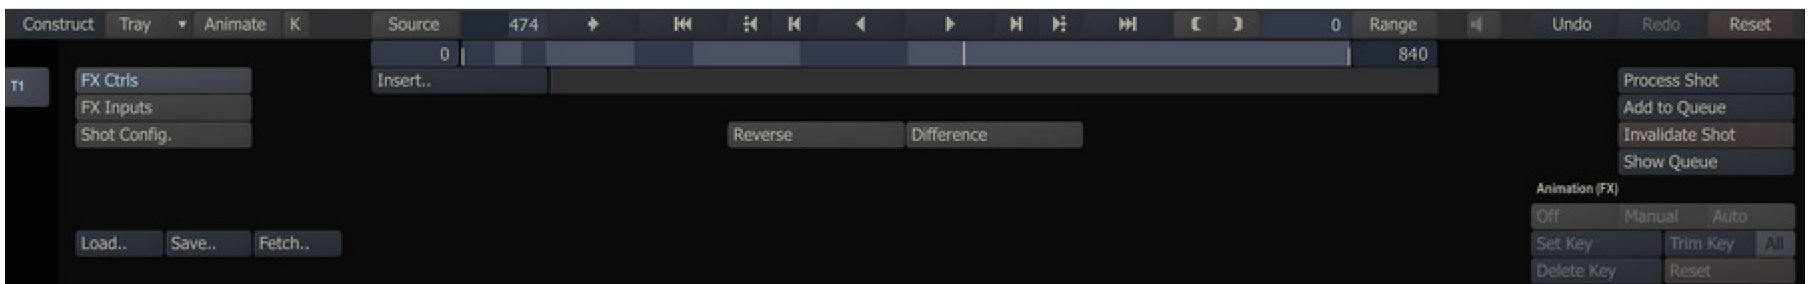 Construct Tray Animate K Source 474 0 Range Undo Redo Reset
0 840
T1 FX Ctrls Insert.. Process Shot
FX Inputs Add to Queue
Shot Config. Reverse Difference Invalidate Shot
Show Queue
Animation (FX)
Off Manual Auto
Load.. Save.. Fetch.. Set Key Trim Key All
Delete Key Reset